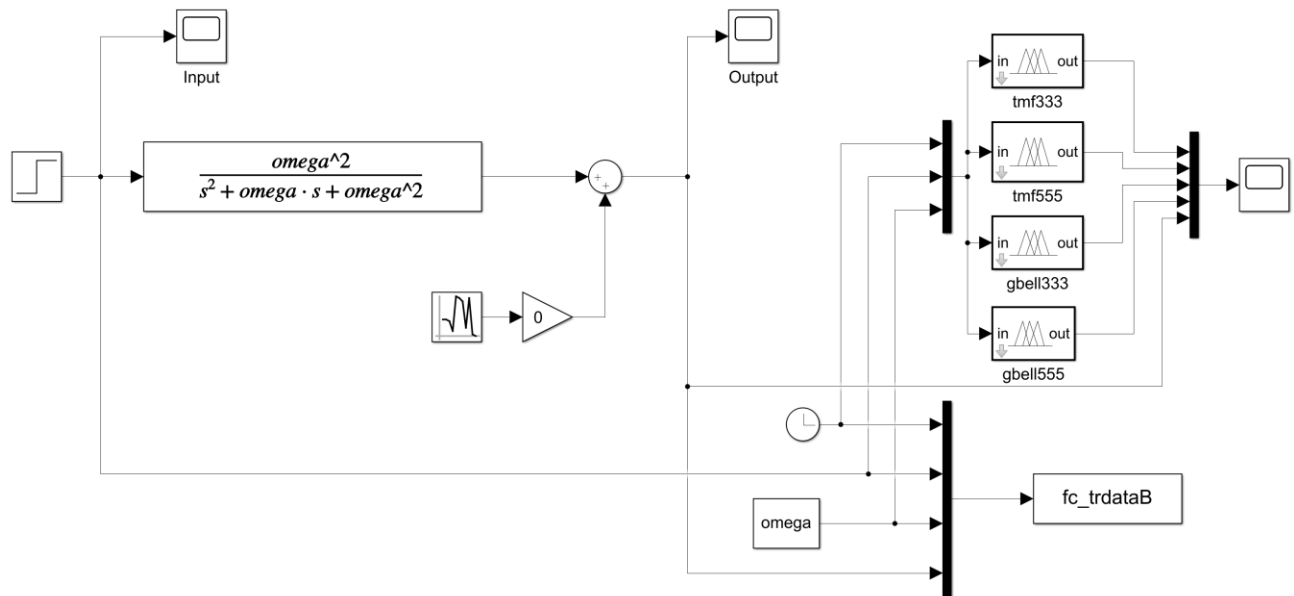 Input
Output
omega^2
s² + omega · s + omega^2
+
+
0
in out
tmf333
in out
tmf555
in out
gbell333
in out
gbell555
omega
fc_trdataB